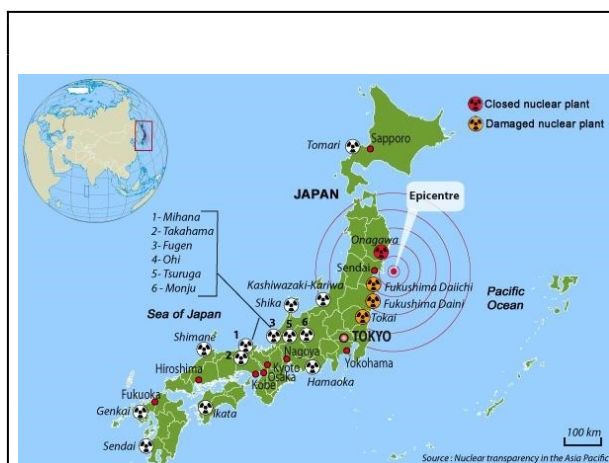 Closed nuclear plant
Damaged nuclear plant
Tomari
Sapporo
JAPAN
Epicentre
1- Mihana
2- Takahama
3- Fugen
4- Ohi
5- Tsuruga
6 - Monju
Onagawa
Sendai
Kashiwazaki-Kariwa
Fukushima Daiichi
Shika
Fukushima Daini
Pacific
Ocean
Sea of Japan
Tokai
Shimané
1
3
5
6
TOKYO
2
Nagoya
Yokohama
Hiroshima
Kyoto
Osaka
Kobe
Hamaoka
Fukuoka
Genkai
Ikata
Sendai
100 km
Source : Nuclear transparency in the Asia Pacific